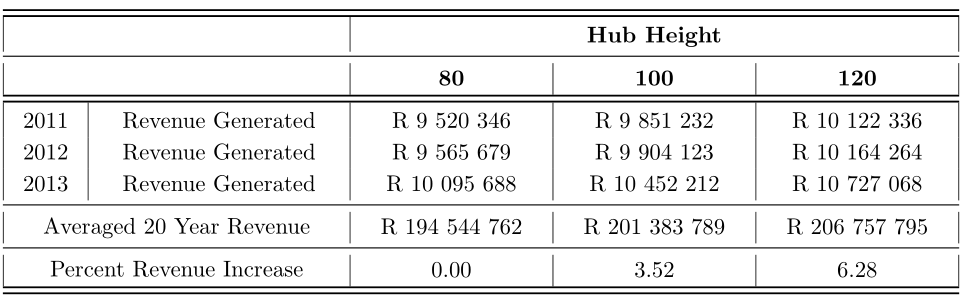 Hub Height
80 100 120
2011 Revenue Generated R 9 520 346 R 9 851 232 R 10 122 336
2012 Revenue Generated R 9 565 679 R 9 904 123 R 10 164 264
2013 Revenue Generated R 10 095 688 R 10 452 212 R 10 727 068
Averaged 20 Year Revenue R 194 544 762 R 201 383 789 R 206 757 795
Percent Revenue Increase 0.00 3.52 6.28